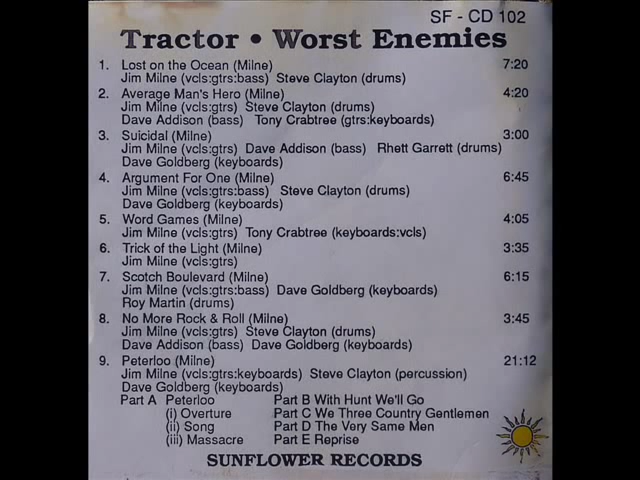 SF - CD 102
Tractor • Worst Enemies
1. Lost on the Ocean (Milne) 7:20
Jim Milne (vcls:gtrs:bass) Steve Clayton (drums)
2. Average Man's Hero (Milne) 4:20
Jim Milne (vcls:gtrs) Steve Clayton (drums)
Dave Addison (bass) Tony Crabtree (gtrs:keyboards)
3. Suicidal (Milne) 3:00
Jim Milne (vcls:gtrs) Dave Addison (bass) Rhett Garrett (drums)
Dave Goldberg (keyboards)
4. Argument For One (Milne) 6:45
Jim Milne (vcls:gtrs:bass) Steve Clayton (drums)
Dave Goldberg (keyboards)
5. Word Games (Milne) 4:05
Jim Milne (vcls:gtrs) Tony Crabtree (keyboards:vcls)
6. Trick of the Light (Milne) 3:35
Jim Milne (vcls:gtrs)
7. Scotch Boulevard (Milne) 6:15
Jim Milne (vcls:gtrs:bass) Dave Goldberg (keyboards)
Roy Martin (drums)
8. No More Rock & Roll (Milne) 3:45
Jim Milne (vcls:gtrs) Steve Clayton (drums)
Dave Addison (bass) Dave Goldberg (keyboards)
9. Peterloo (Milne) 21:12
Jim Milne (vcls:gtrs:keyboards) Steve Clayton (percussion)
Dave Goldberg (keyboards)
Part A Peterloo Part B With Hunt We'll Go
(i) Overture Part C We Three Country Gentlemen
(ii) Song Part D The Very Same Men
(iii) Massacre Part E Reprise
SUNFLOWER RECORDS